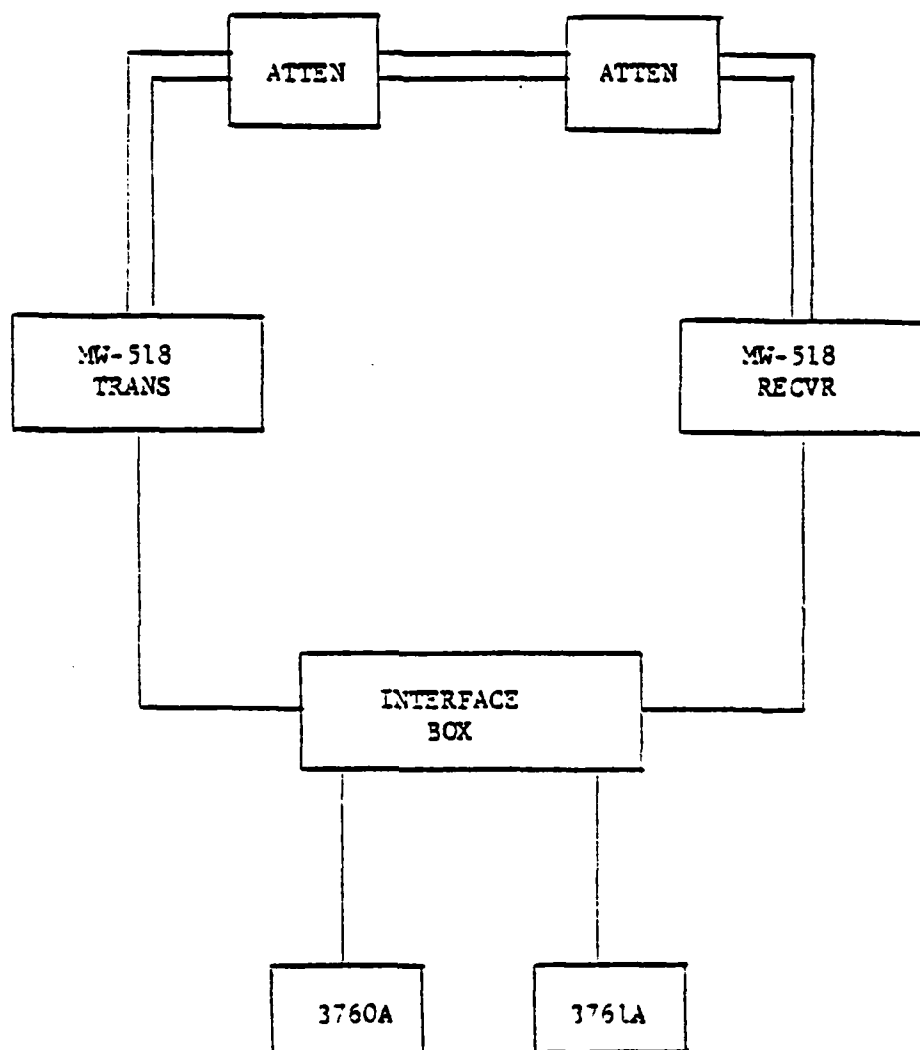 ATTEN
ATTEN
MW-518
TRANS
MW-518
RECVR
INTERFACE
BOX
3760A
3761A